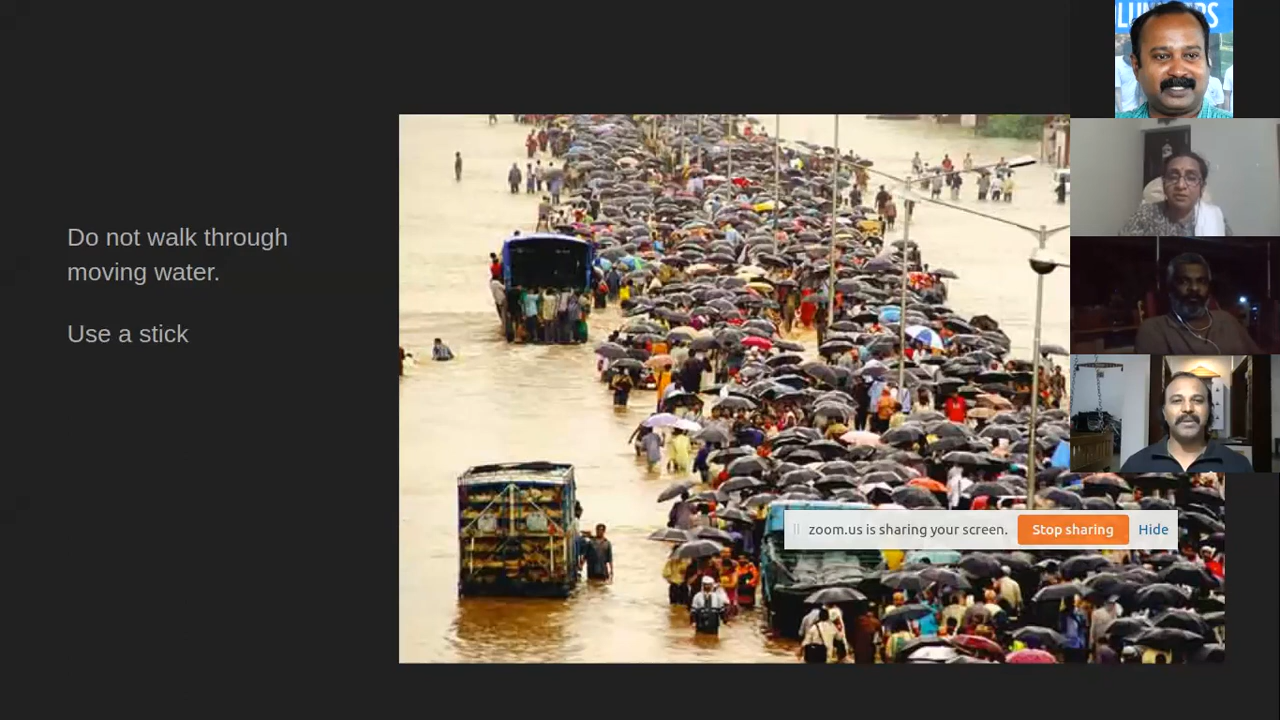 Do not walk through
moving water.
Use a stick
zoom.us is sharing your screen.
Stop sharing
Hide